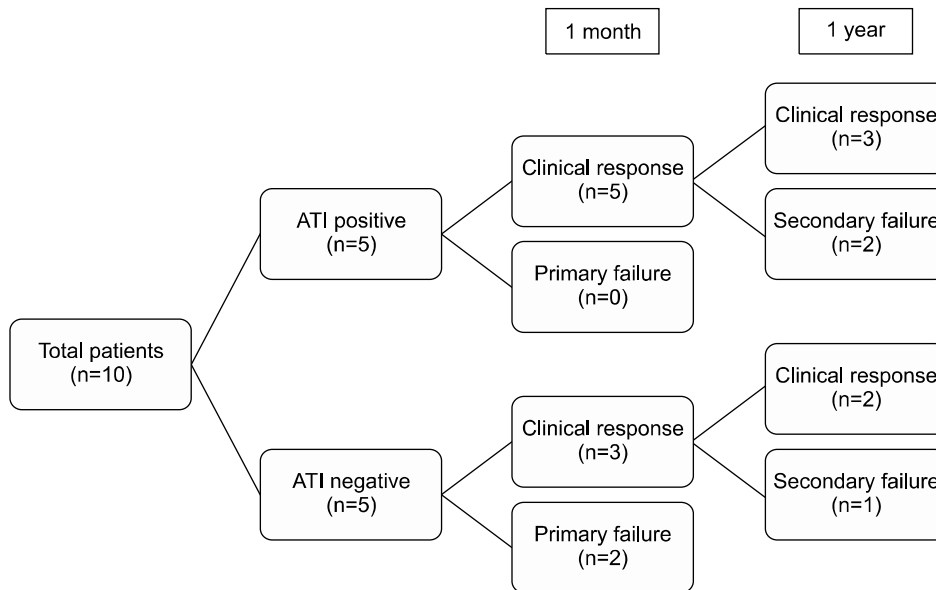 1 month
1 year
Total patients
(n=10)
ATI positive
(n=5)
Clinical response
(n=5)
Primary failure
(n=0)
Clinical response
(n=3)
Secondary failure
(n=2)
ATI negative
(n=5)
Clinical response
(n=3)
Primary failure
(n=2)
Clinical response
(n=2)
Secondary failure
(n=1)